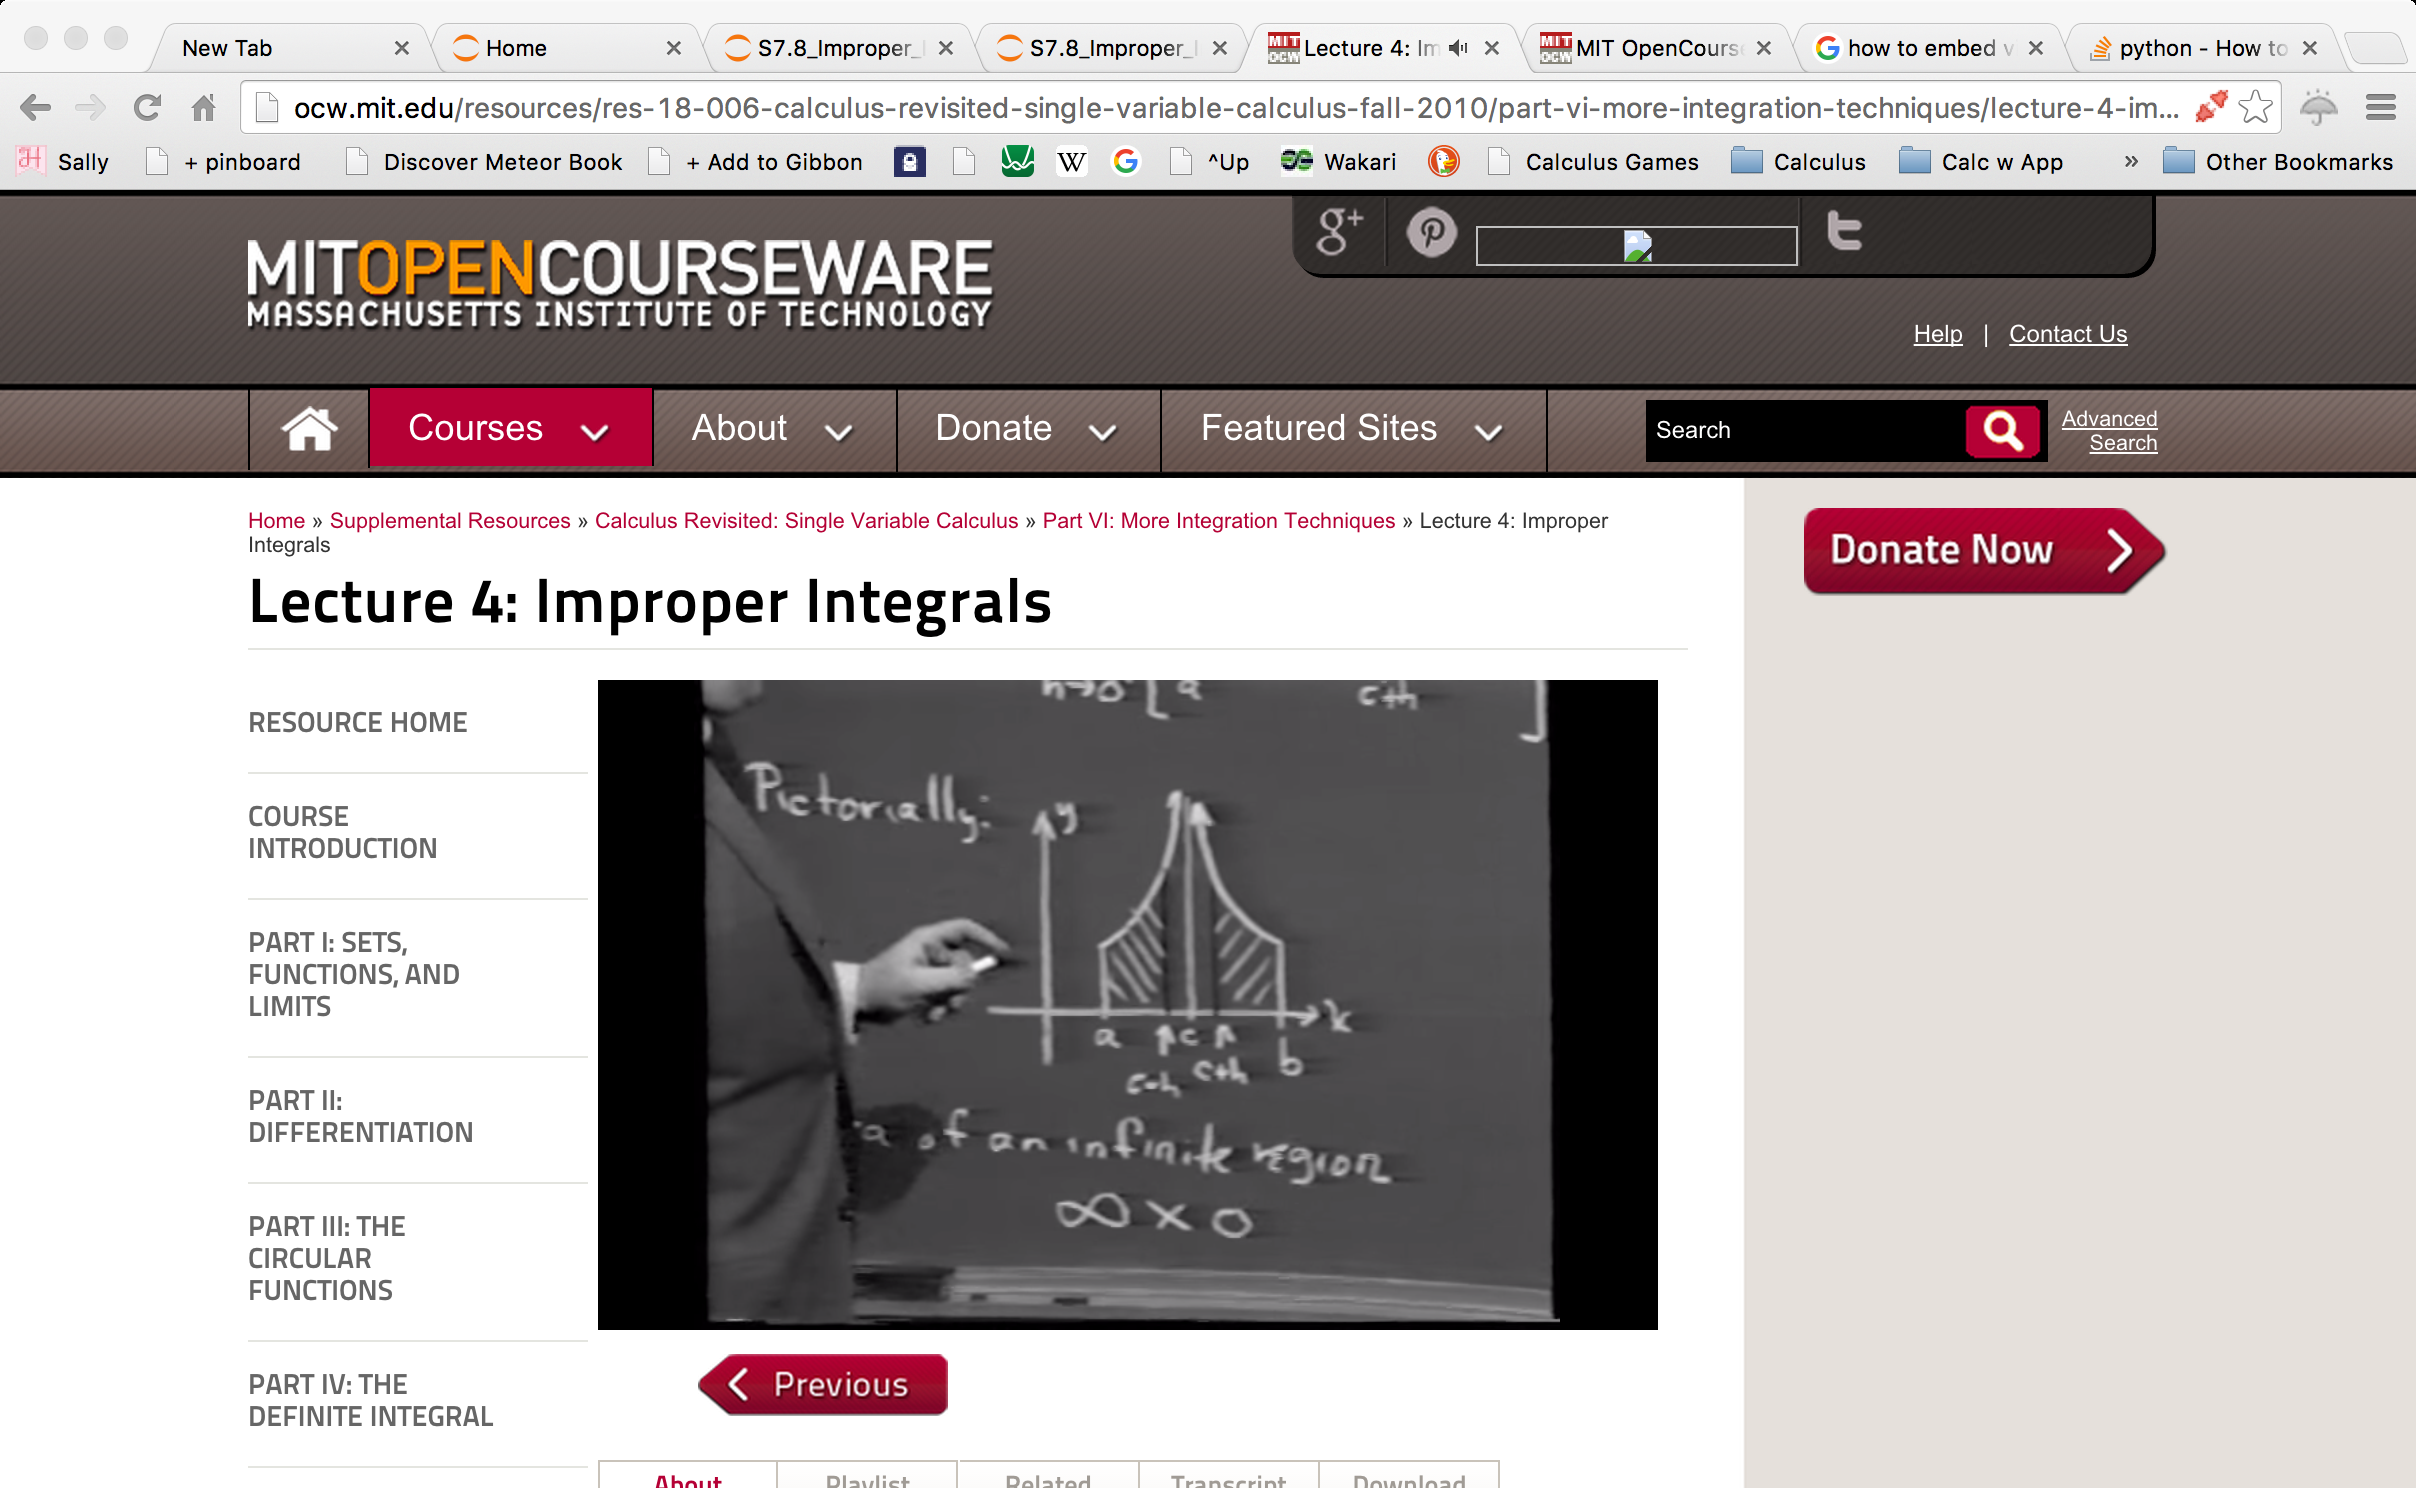 New Tab
Home
S7.8_Improper_I
S7.8_Improper_I
Lecture 4: Im
MIT OpenCours
how to embed v
python - How to
ocw.mit.edu/resources/res-18-006-calculus-revisited-single-variable-calculus-fall-2010/part-vi-more-integration-techniques/lecture-4-im...
Sally
+ pinboard
Discover Meteor Book
+ Add to Gibbon
W
^Up
Wakari
Calculus Games
Calculus
Calc w App
»
Other Bookmarks
g+
MITOPENCOURSEWARE
MASSACHUSETTS INSTITUTE OF TECHNOLOGY
Help | Contact Us
Courses
About
Donate
Featured Sites
Search
Advanced
Search
Home » Supplemental Resources » Calculus Revisited: Single Variable Calculus » Part VI: More Integration Techniques » Lecture 4: Improper
Integrals
Donate Now
Lecture 4: Improper Integrals
RESOURCE HOME
COURSE
INTRODUCTION
PART I: SETS,
FUNCTIONS, AND
LIMITS
PART II:
DIFFERENTIATION
PART III: THE
CIRCULAR
FUNCTIONS
PART IV: THE
DEFINITE INTEGRAL
h→0 [ a c+h ]
Pictorially:
y
x
a c b
c-h c+h
a of an infinite region
∞ x 0
Previous
About
Playlist
Related
Transcript
Download